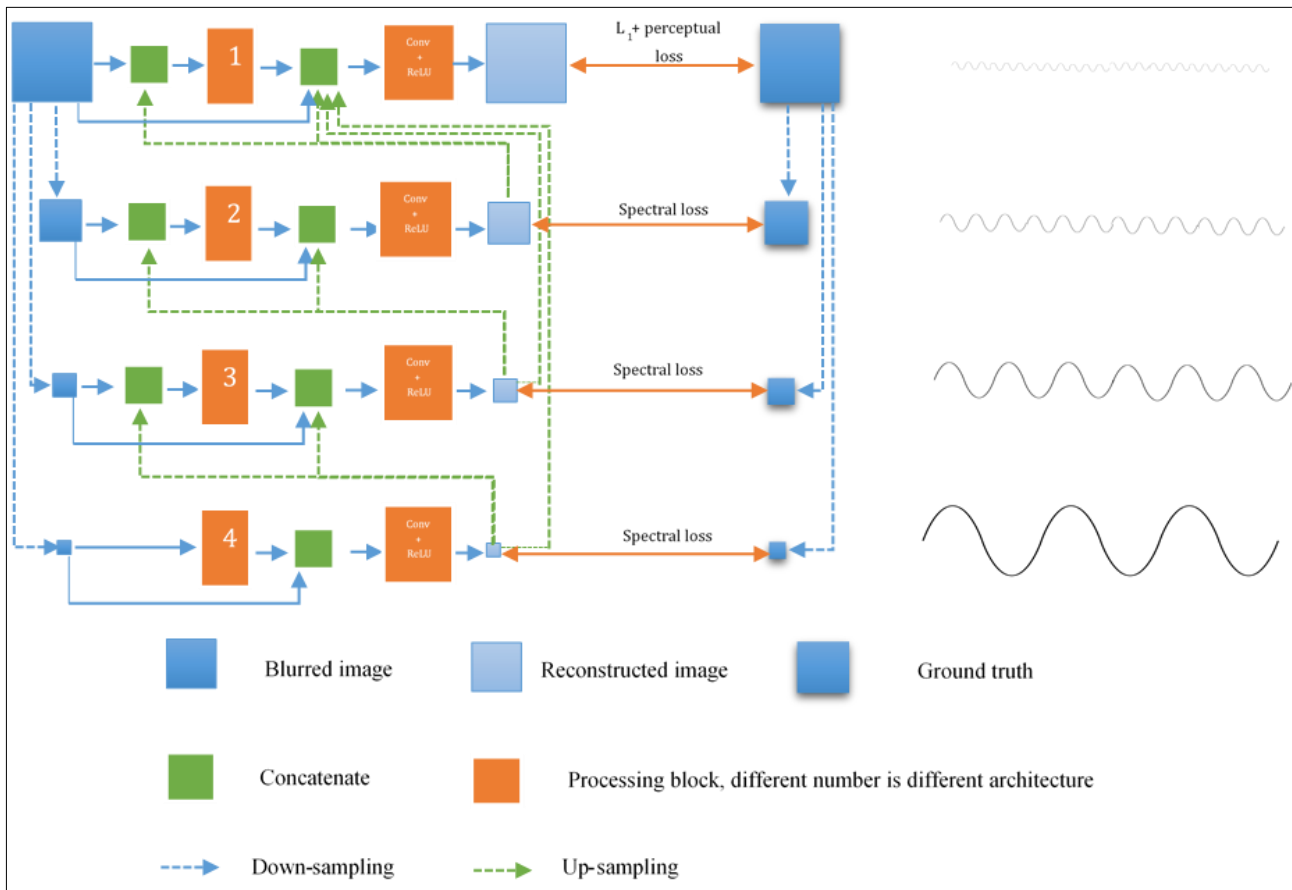 L1+ perceptual
loss
1
Conv
+
ReLU
2
Conv
+
ReLU
Spectral loss
3
Conv
+
ReLU
Spectral loss
4
Conv
+
ReLU
Spectral loss
Blurred image
Reconstructed image
Ground truth
Concatenate
Processing block, different number is different architecture
Down-sampling
Up-sampling